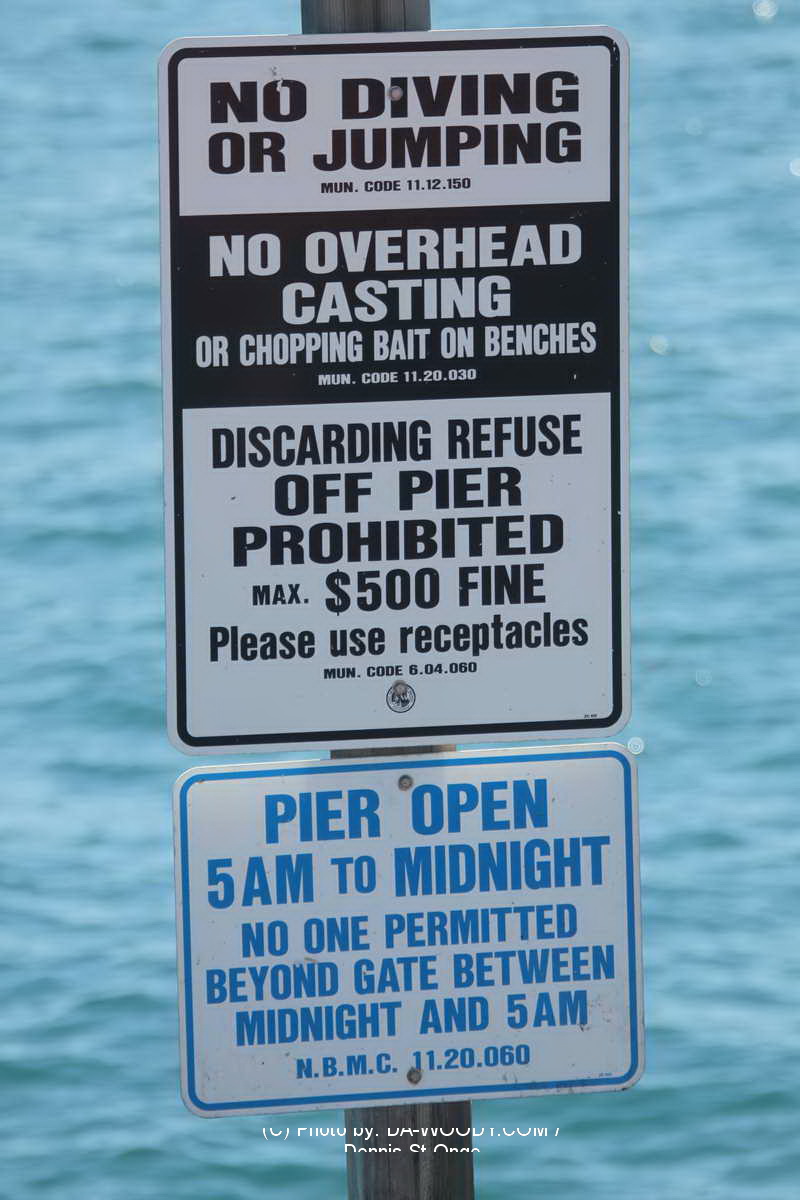 NO DIVING
OR JUMPING
MUN. CODE 11.12.150
NO OVERHEAD
CASTING
OR CHOPPING BAIT ON BENCHES
MUN. CODE 11.20.030
DISCARDING REFUSE
OFF PIER
PROHIBITED
MAX. $500 FINE
Please use receptacles
MUN. CODE 6.04.060
PIER OPEN
5AM TO MIDNIGHT
NO ONE PERMITTED
BEYOND GATE BETWEEN
MIDNIGHT AND 5AM
N.B.M.C. 11.20.060
(C) Photo by: DA-WOODY.COM /
Dennis St Onge